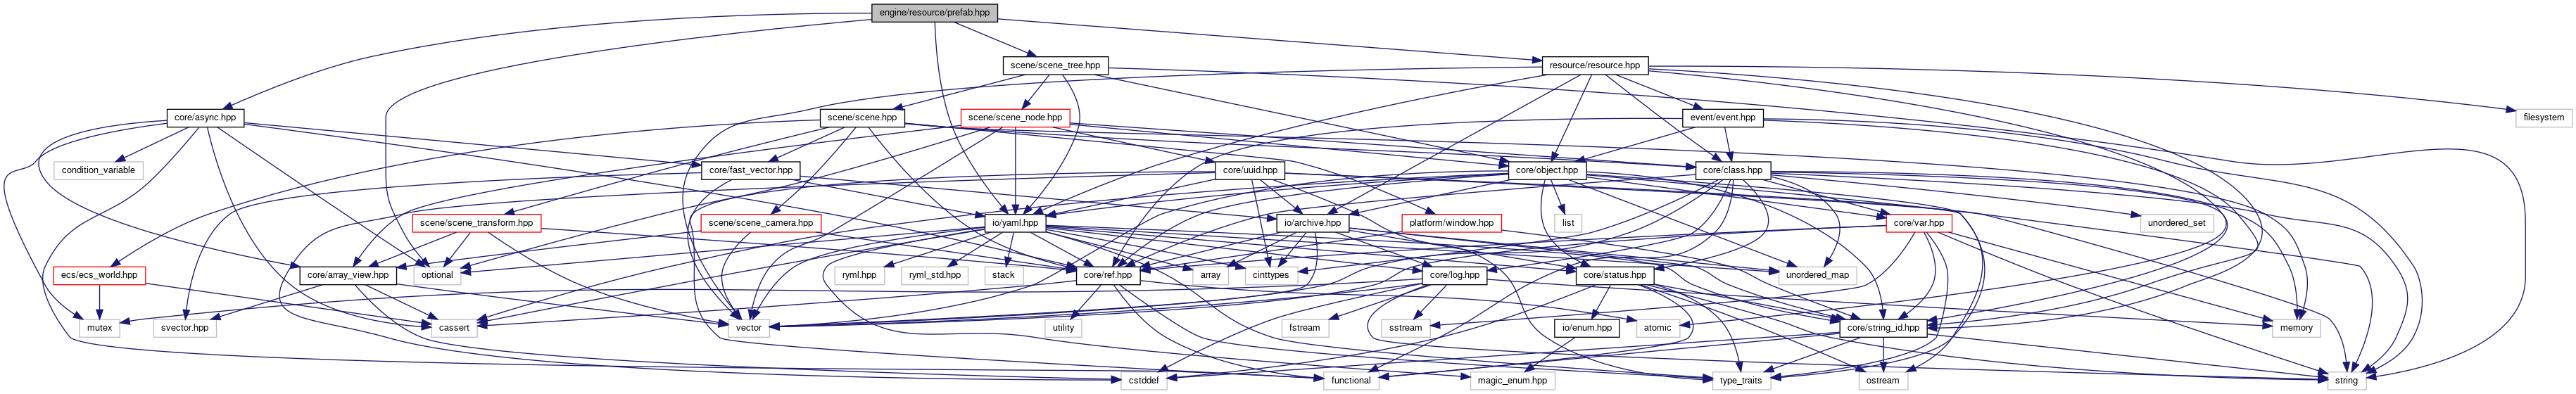 engine/resource/prefab.hpp
scene/scene_tree.hpp
resource/resource.hpp
core/async.hpp
scene/scene.hpp
scene/scene_node.hpp
event/event.hpp
filesystem
condition_variable
core/fast_vector.hpp
core/uuid.hpp
core/object.hpp
core/class.hpp
scene/scene_transform.hpp
scene/scene_camera.hpp
io/yaml.hpp
io/archive.hpp
platform/window.hpp
list
core/var.hpp
unordered_set
ecs/ecs_world.hpp
core/array_view.hpp
optional
ryml.hpp
ryml_std.hpp
stack
core/ref.hpp
array
cinttypes
core/log.hpp
core/status.hpp
unordered_map
mutex
svector.hpp
cassert
vector
utility
fstream
sstream
io/enum.hpp
atomic
core/string_id.hpp
memory
cstddef
functional
magic_enum.hpp
type_traits
ostream
string